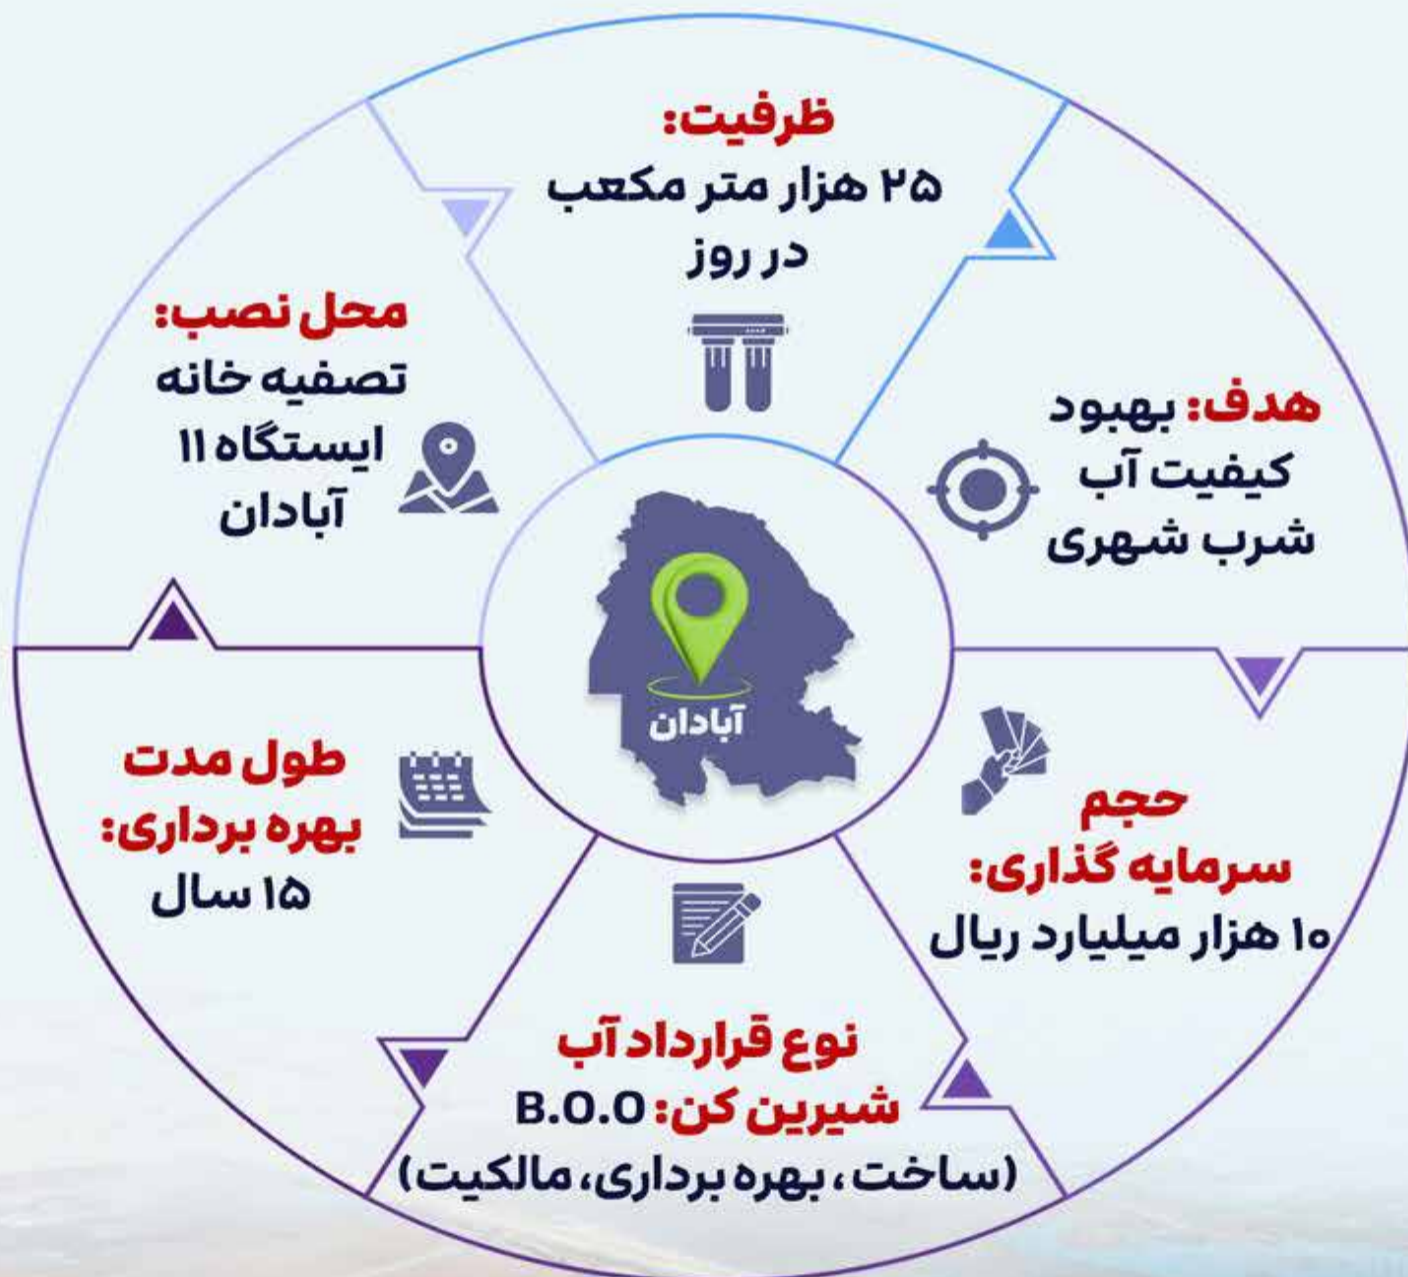 ظرفیت:
۲۵ هزار متر مکعب
در روز
هدف: بهبود
کیفیت آب
شرب شهری
حجم
سرمایه گذاری:
۱۰ هزار میلیارد ریال
نوع قرارداد آب
شیرین کن: B.O.O
(ساخت، بهره برداری، مالکیت)
طول مدت
بهره برداری:
۱۵ سال
محل نصب:
تصفیه خانه
ایستگاه ۱۱
آبادان
آبادان